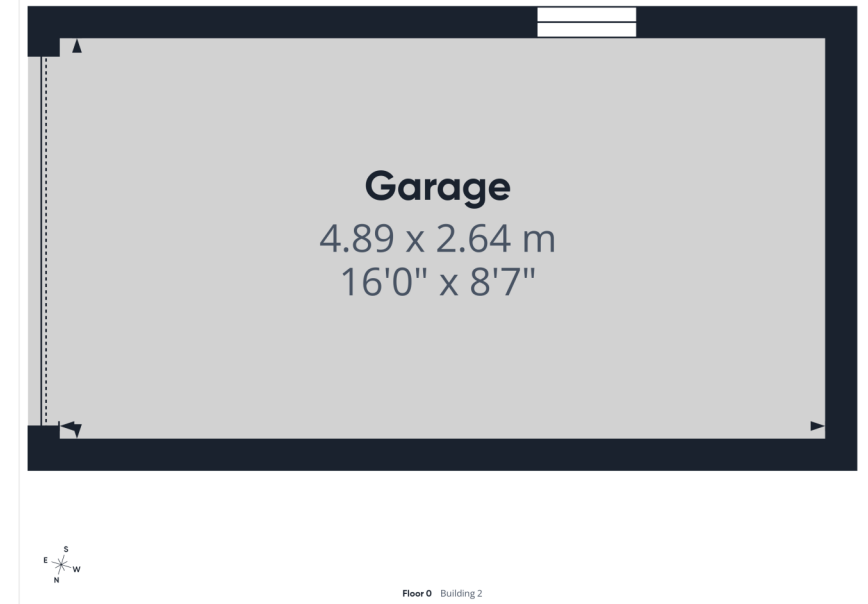 Garage
4.89 x 2.64 m
16'0" x 8'7"
S
E
W
N
Floor 0 Building 2